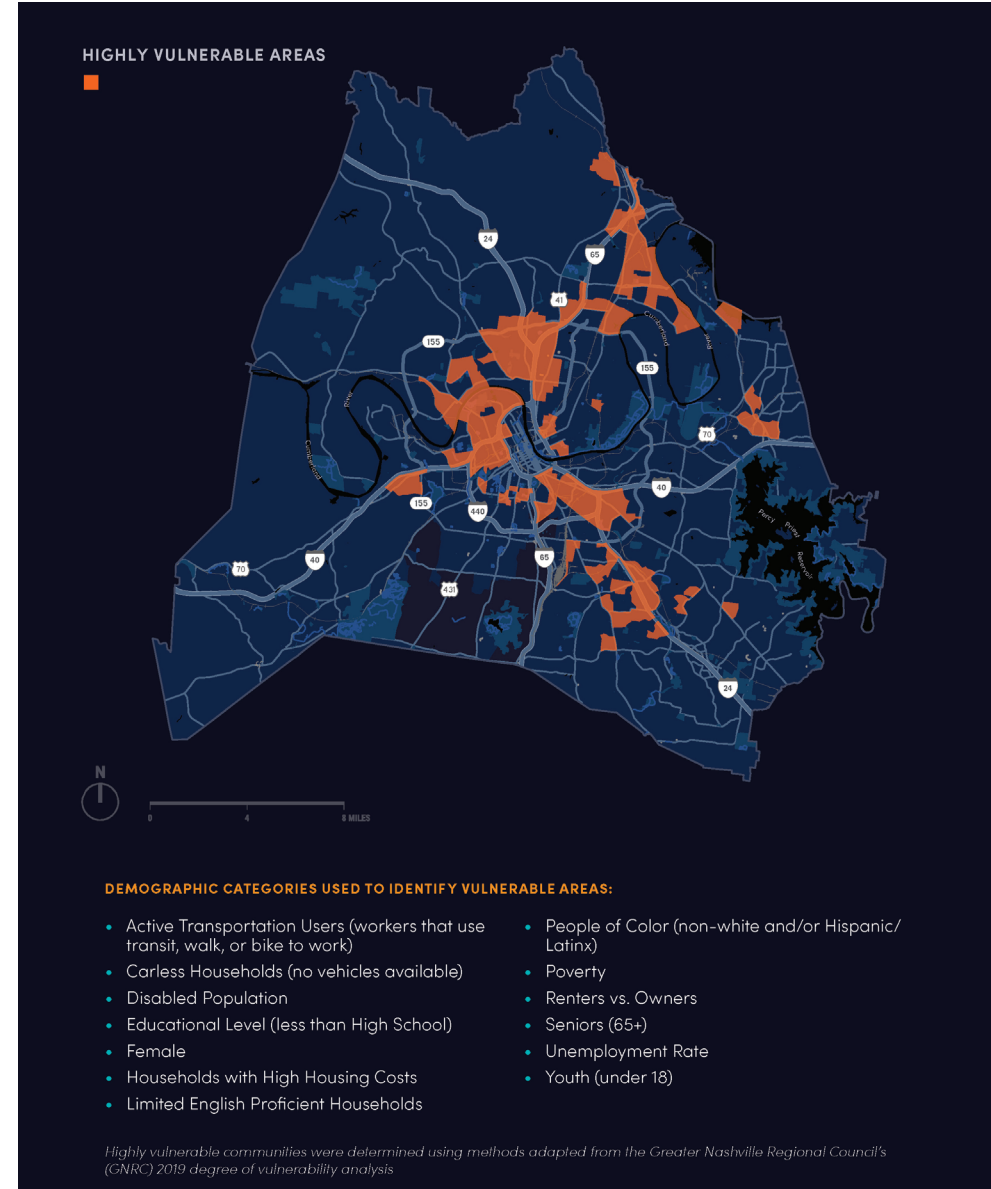 HIGHLY VULNERABLE AREAS
24
65
41
155
Cumberland
River
155
River
70
Cumberland
40
155
440
Percy
Priest
Reservoir
65
40
70
431
24
N
0 4 8 MILES
DEMOGRAPHIC CATEGORIES USED TO IDENTIFY VULNERABLE AREAS:
• Active Transportation Users (workers that use
transit, walk, or bike to work)
• Carless Households (no vehicles available)
• Disabled Population
• Educational Level (less than High School)
• Female
• Households with High Housing Costs
• Limited English Proficient Households
• People of Color (non-white and/or Hispanic/
Latinx)
• Poverty
• Renters vs. Owners
• Seniors (65+)
• Unemployment Rate
• Youth (under 18)
Highly vulnerable communities were determined using methods adapted from the Greater Nashville Regional Council's
(GNRC) 2019 degree of vulnerability analysis